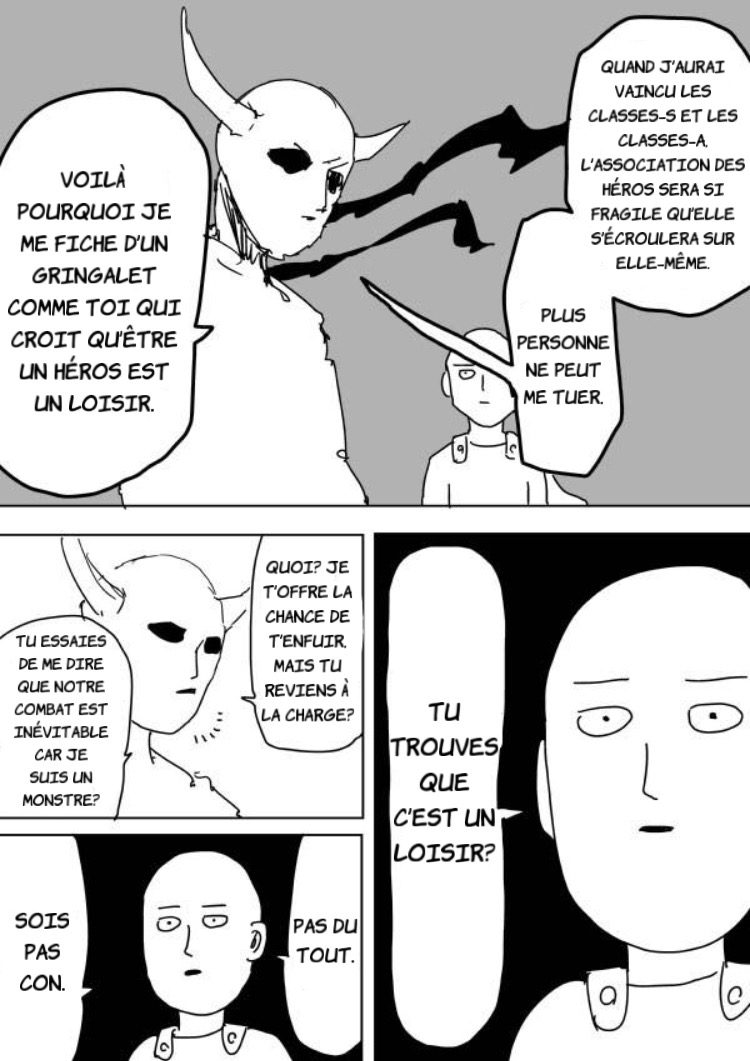 QUAND J'AURAI
VAINCU LES
CLASSES-S ET LES
CLASSES-A.
L'ASSOCIATION DES
HÉROS SERA SI
FRAGILE QU'ELLE
S'ÉCROULERA SUR
ELLE-MÊME.
PLUS
PERSONNE
NE PEUT
ME TUER.
VOILÀ
POURQUOI JE
ME FICHE D'UN
GRINGALET
COMME TOI QUI
CROIT QU'ÊTRE
UN HÉROS EST
UN LOISIR.
TU
TROUVES
QUE
C'EST UN
LOISIR?
QUOI? JE
T'OFFRE LA
CHANCE DE
T'ENFUIR.
MAIS TU
REVIENS À
LA CHARGE?
TU ESSAIES
DE ME DIRE
QUE NOTRE
COMBAT EST
INÉVITABLE
CAR JE
SUIS UN
MONSTRE?
PAS DU
TOUT.
SOIS
PAS
CON.